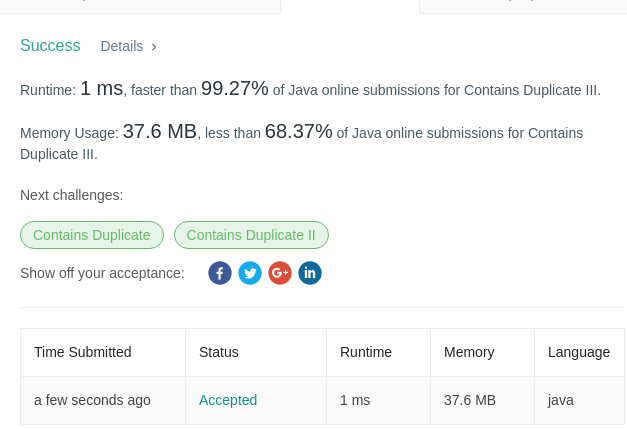 Success Details >
Runtime: 1 ms, faster than 99.27% of Java online submissions for Contains Duplicate III.
Memory Usage: 37.6 MB, less than 68.37% of Java online submissions for Contains
Duplicate III.
Next challenges:
Contains Duplicate Contains Duplicate II
Show off your acceptance: f G+ in
Time Submitted Status Runtime Memory Language
a few seconds ago Accepted 1 ms 37.6 MB java